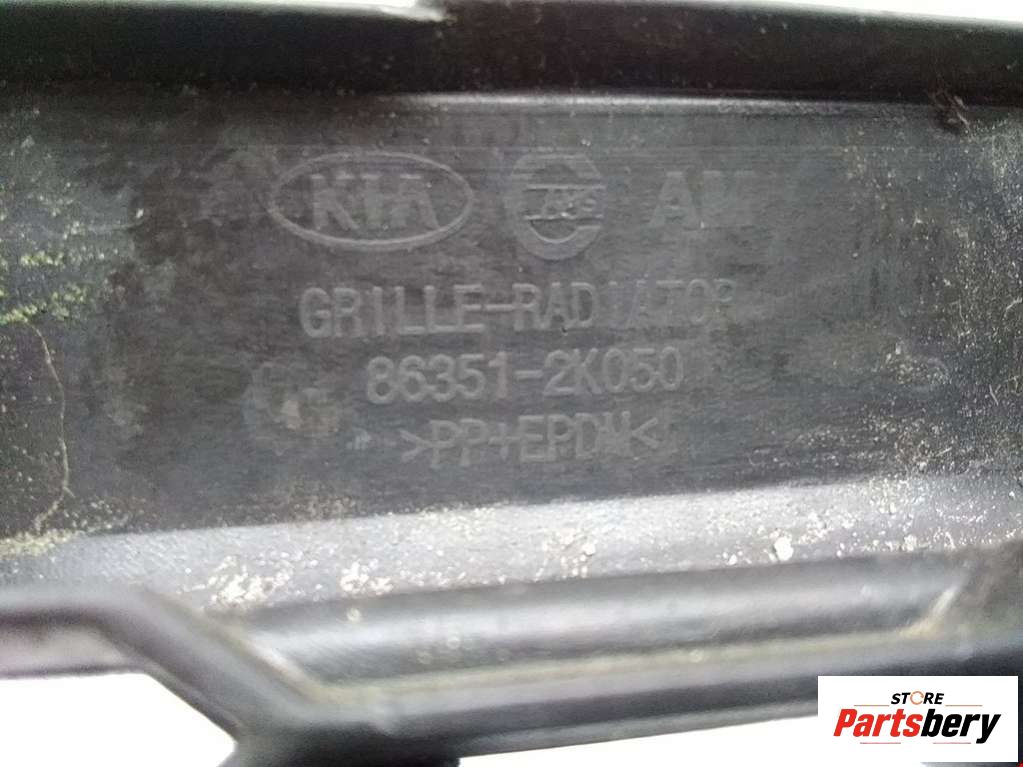 KIA AM
GRILLE-RADIATOR
86351-2K050
>PP+EPDM<
STORE
Partsbery